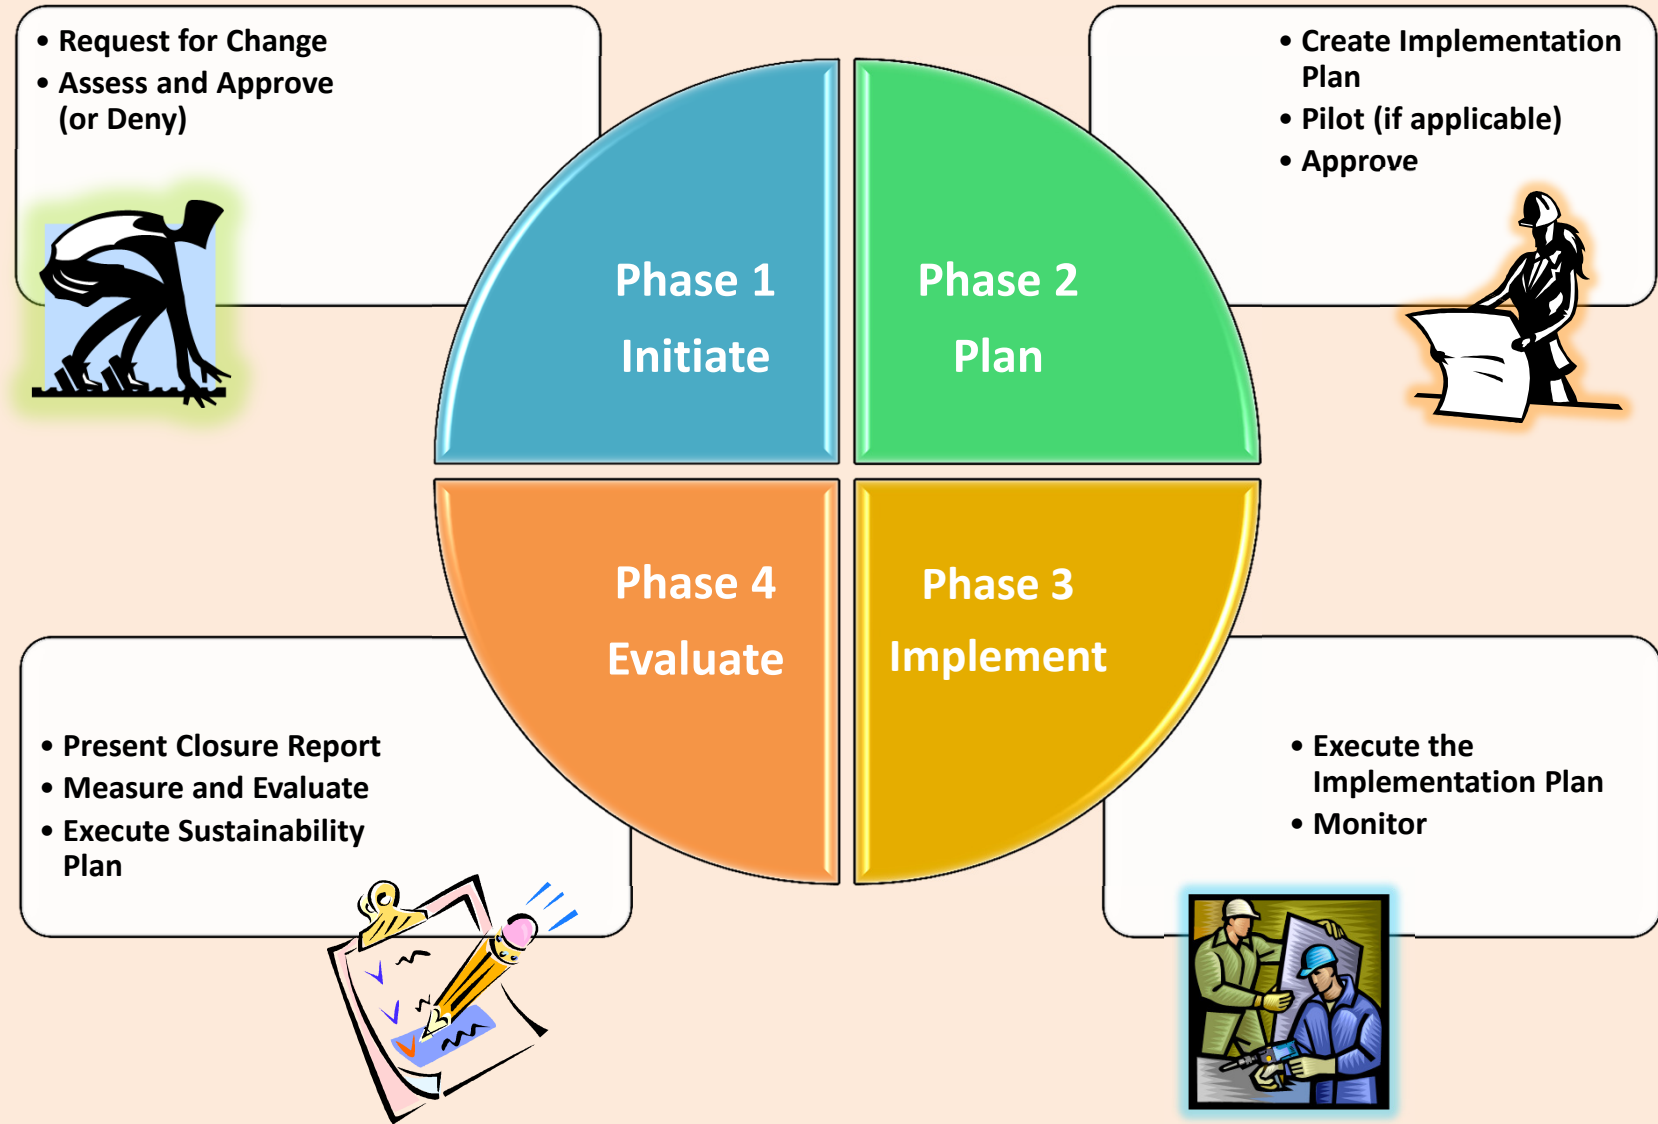 • Request for Change
• Assess and Approve
(or Deny)
Phase 1
Initiate
• Create Implementation
Plan
• Pilot (if applicable)
• Approve
Phase 2
Plan
Phase 3
Implement
• Execute the
Implementation Plan
• Monitor
Phase 4
Evaluate
• Present Closure Report
• Measure and Evaluate
• Execute Sustainability
Plan